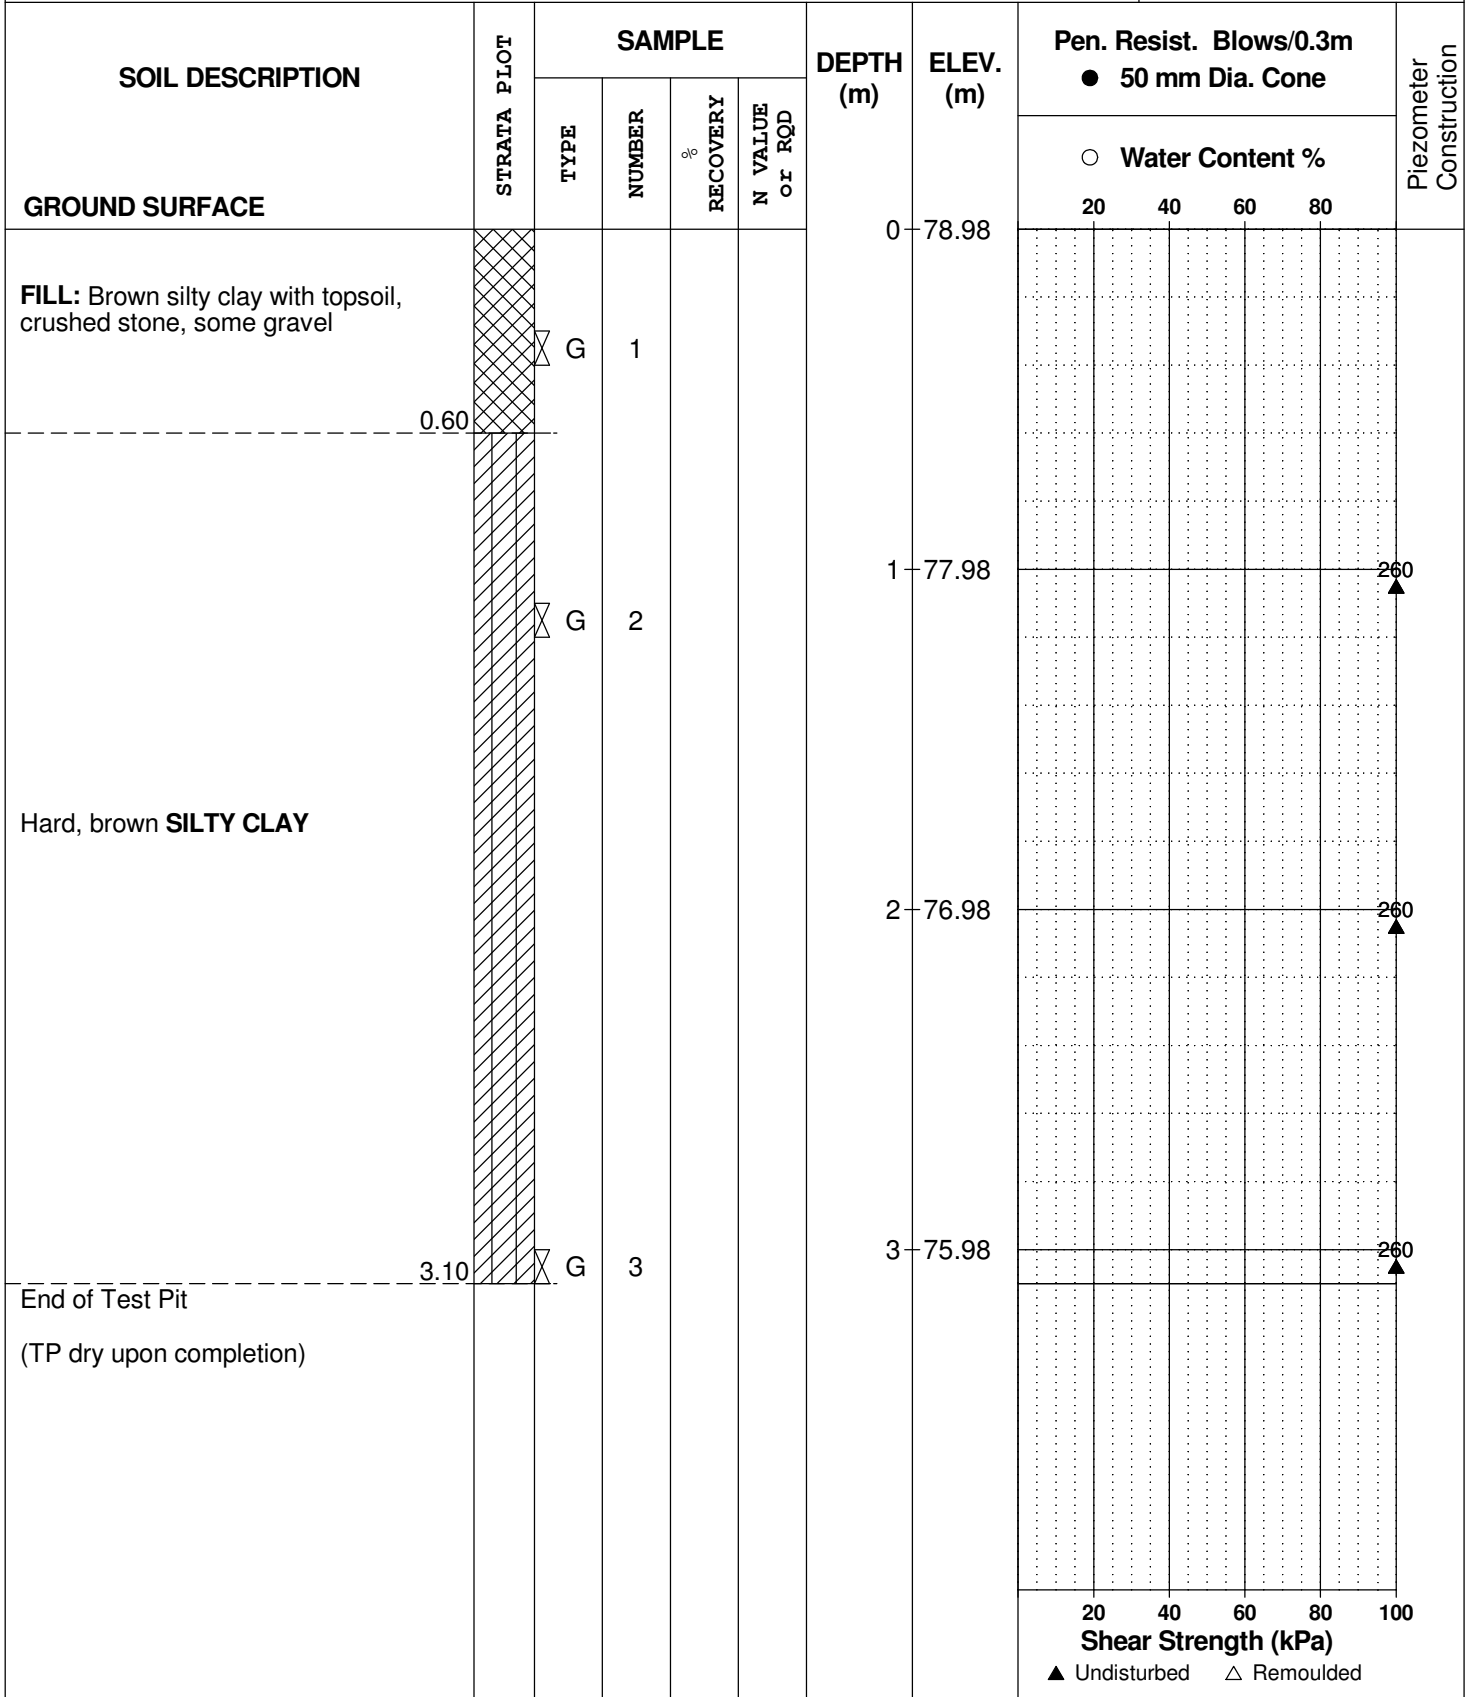 SOIL DESCRIPTION
GROUND SURFACE
STRATA PLOT
SAMPLE
TYPE
NUMBER
%
RECOVERY
N VALUE
or RQD
DEPTH
(m)
ELEV.
(m)
Pen. Resist. Blows/0.3m
● 50 mm Dia. Cone
○ Water Content %
20 40 60 80
Piezometer
Construction
0 78.98
FILL: Brown silty clay with topsoil,
crushed stone, some gravel
G 1
0.60
1 77.98
260
G 2
Hard, brown SILTY CLAY
2 76.98
260
3 75.98
260
G 3
3.10
End of Test Pit
(TP dry upon completion)
20 40 60 80 100
Shear Strength (kPa)
▲ Undisturbed △ Remoulded